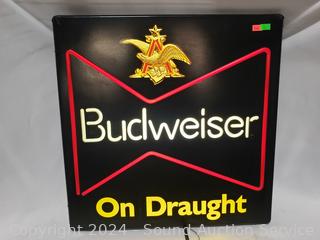 Budweiser
On Draught
Copyright 2024 - Sound Auction Service